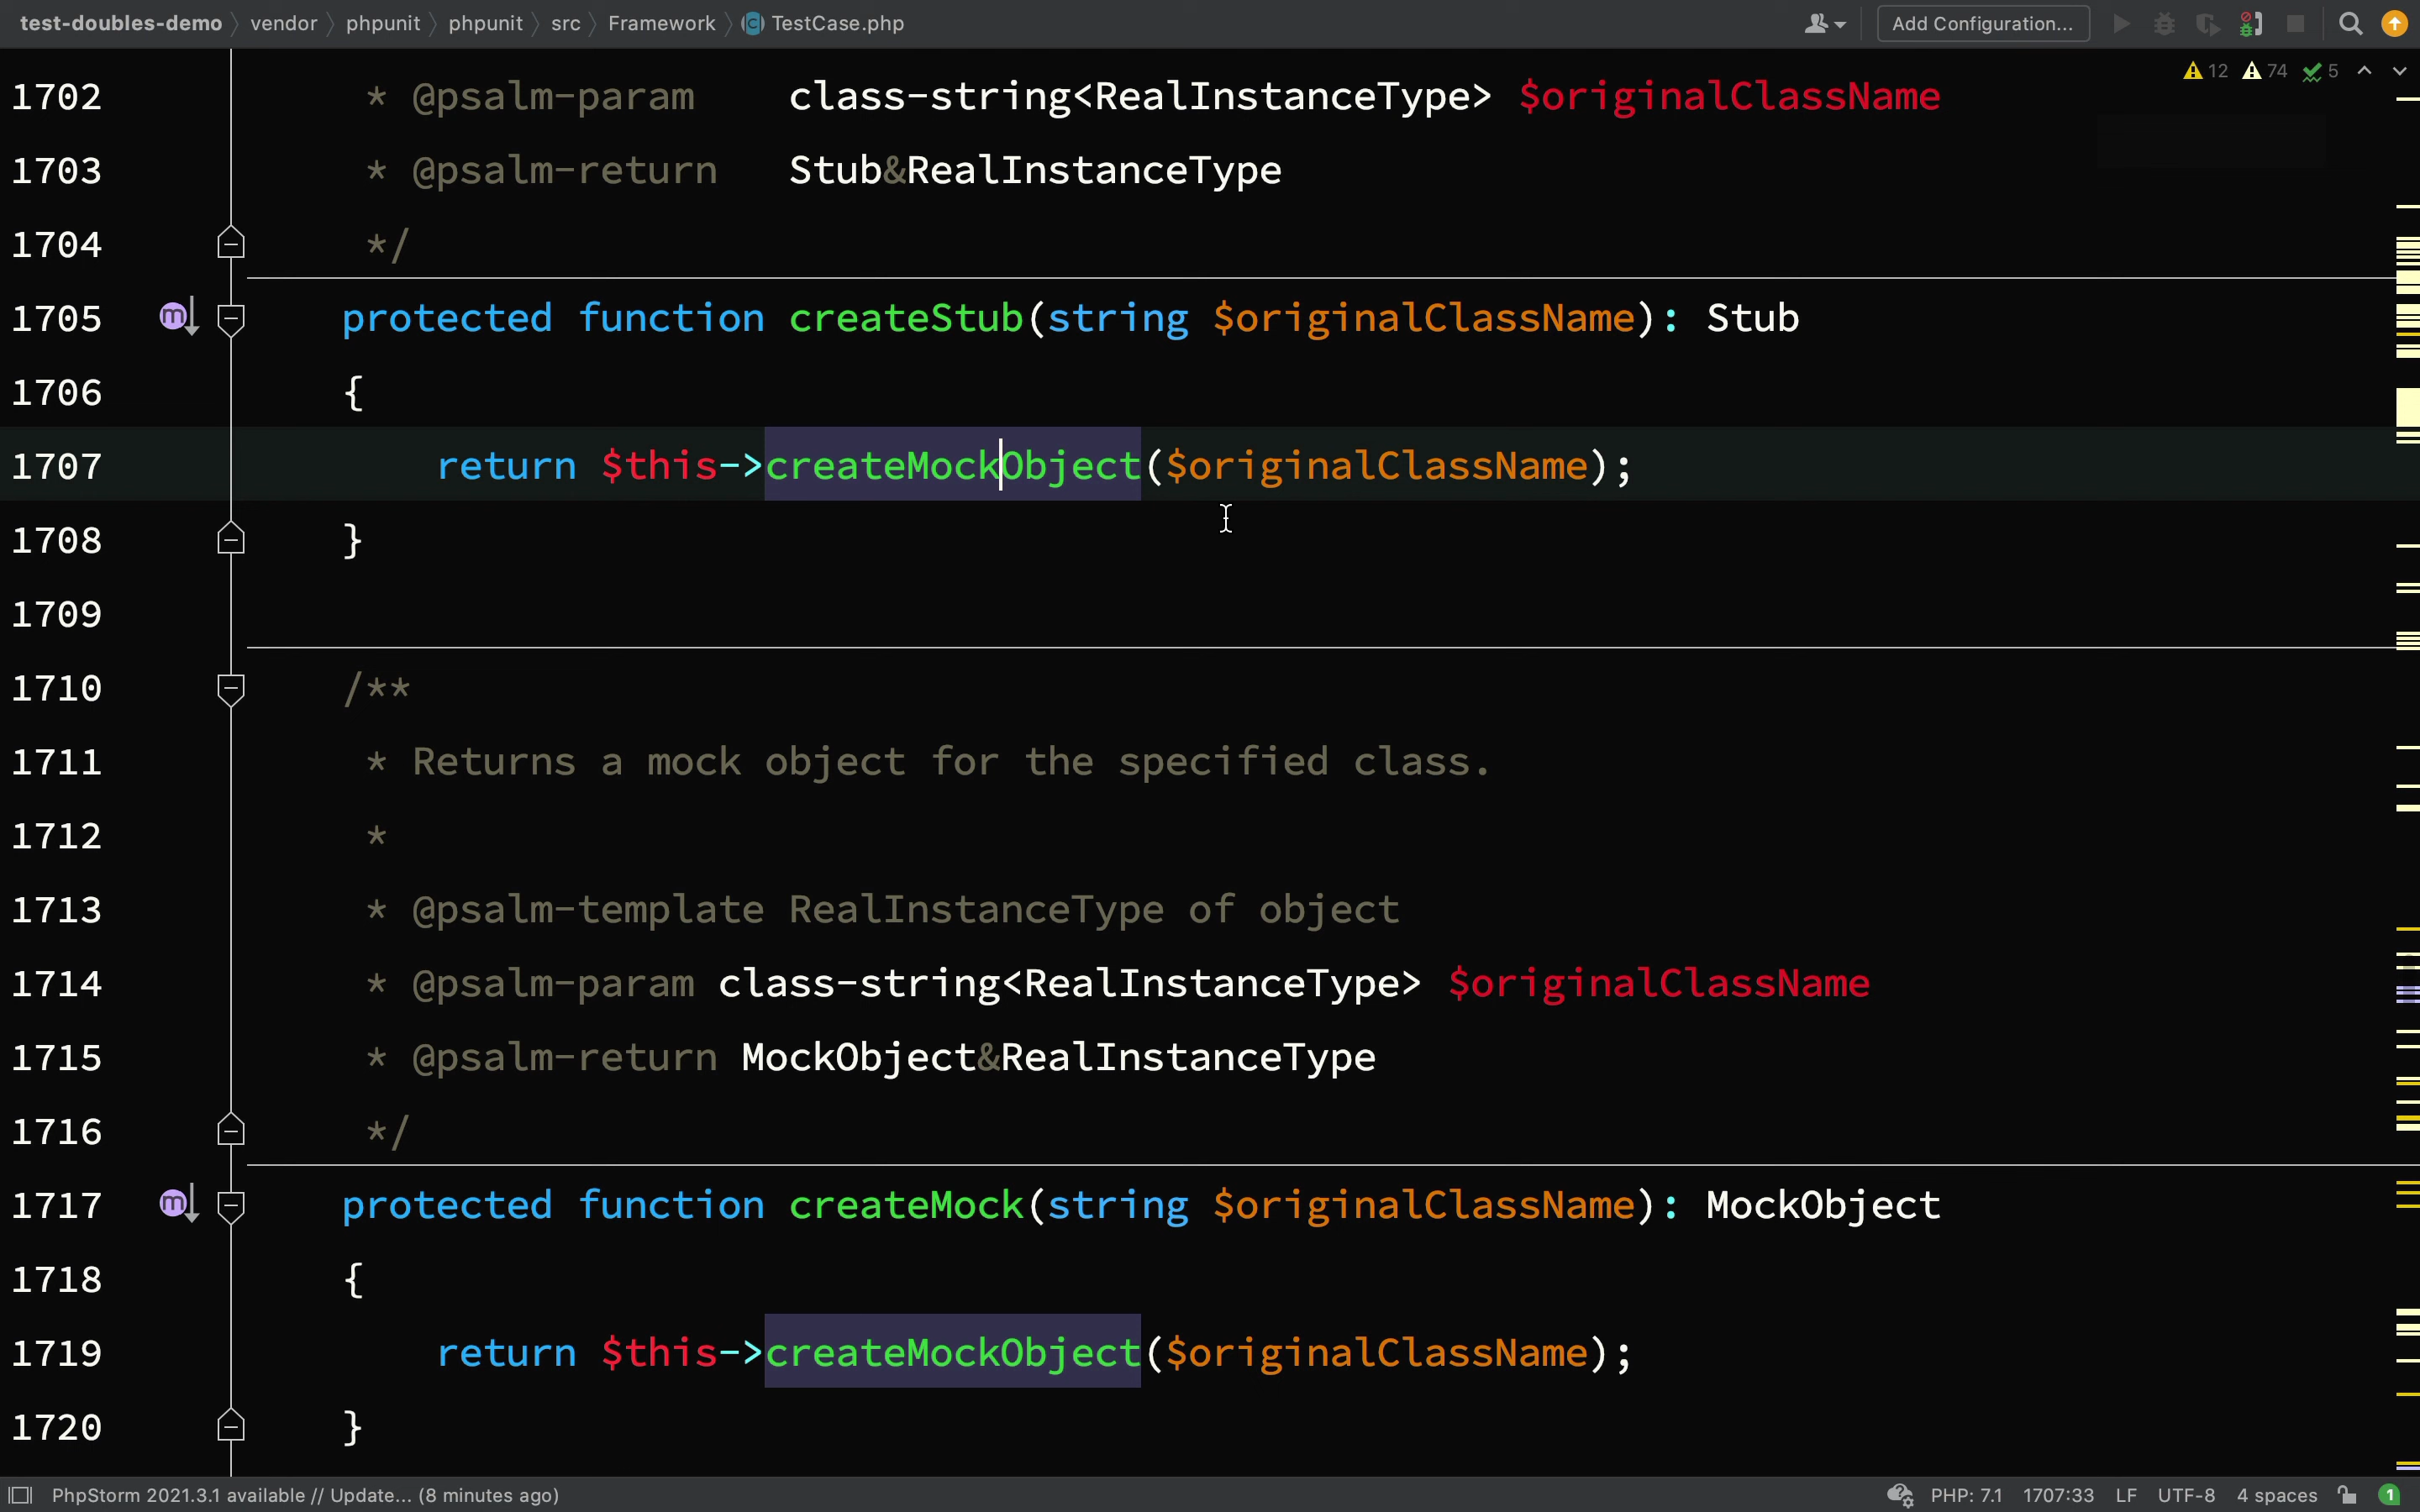 test-doubles-demo vendor phpunit phpunit src Framework TestCase.php Add Configuration...
12 74 5
1702 * @psalm-param class-string<RealInstanceType> $originalClassName
1703 * @psalm-return Stub&RealInstanceType
1704 */
1705 protected function createStub(string $originalClassName): Stub
1706 {
1707 return $this->createMockObject($originalClassName);
1708 }
1709
1710 /**
1711 * Returns a mock object for the specified class.
1712 *
1713 * @psalm-template RealInstanceType of object
1714 * @psalm-param class-string<RealInstanceType> $originalClassName
1715 * @psalm-return MockObject&RealInstanceType
1716 */
1717 protected function createMock(string $originalClassName): MockObject
1718 {
1719 return $this->createMockObject($originalClassName);
1720 }
PhpStorm 2021.3.1 available // Update... (8 minutes ago) PHP: 7.1 1707:33 LF UTF-8 4 spaces 1